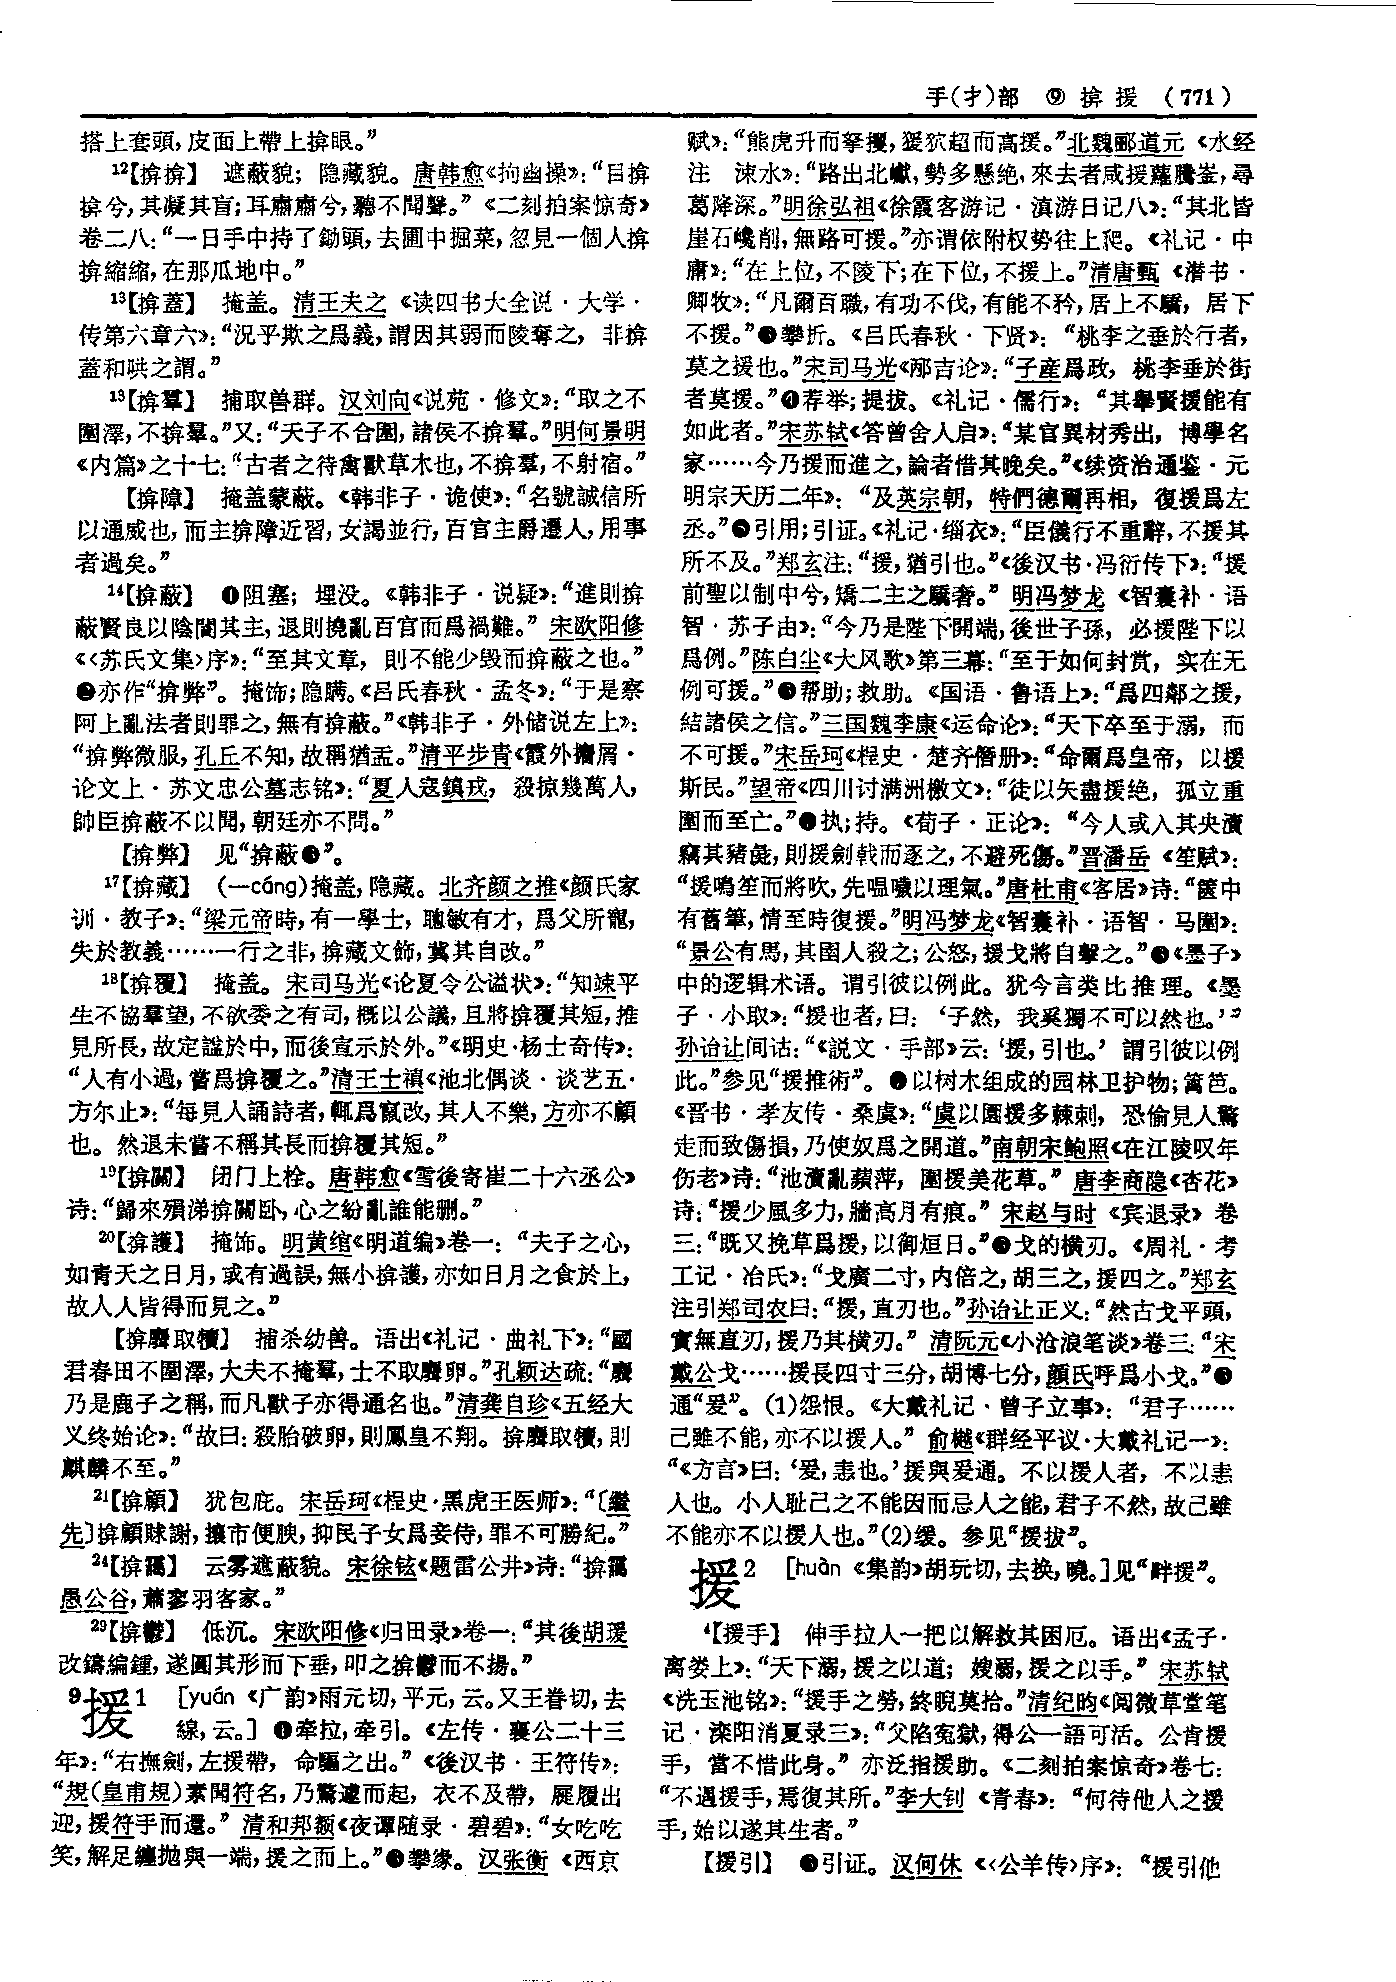 手(扌)部 ⑨ 揜 援 (771)
搭上套頭，皮面上帶上揜眼。”
¹²【揜揜】 遮蔽貌；隐藏貌。唐韩愈《拘幽操》：“目揜
揜兮，其凝其盲；耳肅肅兮，聽不聞聲。”《二刻拍案惊奇》
卷二八：“一日手中持了鋤頭，去圃中掘菜，忽見一個人揜
揜縮縮，在那瓜地中。”
¹³【揜蓋】 掩盖。清王夫之《读四书大全说·大学·
传第六章六》：“況乎欺之爲義，謂因其弱而陵奪之，非揜
蓋和哄之謂。”
¹³【揜羣】 捕取兽群。汉刘向《说苑·修文》：“取之不
圍澤，不揜羣。”又：“天子不合圍，諸侯不揜羣。”明何景明
《内篇》之十七：“古者之待禽獸草木也，不揜羣，不射宿。”
【揜障】 掩盖蒙蔽。《韩非子·诡使》：“名號誠信所
以通威也，而主揜障近習，女謁並行，百官主爵遷人，用事
者過矣。”
¹⁴【揜蔽】 ❶阻塞；埋没。《韩非子·说疑》：“進則揜
蔽賢良以陰闇其主，退則撓亂百官而爲禍難。”宋欧阳修
《〈苏氏文集〉序》：“至其文章，則不能少毀而揜蔽之也。”
❷亦作“揜弊”。掩饰；隐瞒。《吕氏春秋·孟冬》：“于是察
阿上亂法者則罪之，無有揜蔽。”《韩非子·外储说左上》：
“揜弊微服，孔丘不知，故稱猶盂。”清平步青《霞外攟屑·
论文上·苏文忠公墓志铭》：“夏人寇鎮戎，殺掠幾萬人，
帥臣揜蔽不以聞，朝廷亦不問。”
【揜弊】 见“揜蔽❷”。
¹⁷【揜藏】 (—cáng)掩盖，隐藏。北齐颜之推《颜氏家
训·教子》：“梁元帝時，有一學士，聰敏有才，爲父所寵，
失於教義……一行之非，揜藏文飾，冀其自改。”
¹⁸【揜覆】 掩盖。宋司马光《论夏令公谥状》：“知竦平
生不協羣望，不欲委之有司，概以公議，且將揜覆其短，推
見所長，故定諡於中，而後宣示於外。”《明史·杨士奇传》：
“人有小過，嘗爲揜覆之。”清王士禛《池北偶谈·谈艺五·
方尔止》：“每見人誦詩者，輒爲竄改，其人不樂，方亦不顧
也。然退未嘗不稱其長而揜覆其短。”
¹⁹【揜關】 闭门上栓。唐韩愈《雪後寄崔二十六丞公》
诗：“歸來殞涕揜關卧，心之紛亂誰能刪。”
²⁰【揜護】 掩饰。明黄绾《明道编》卷一：“夫子之心，
如青天之日月，或有過誤，無小揜護，亦如日月之食於上，
故人人皆得而見之。”
【揜麛取犢】 捕杀幼兽。语出《礼记·曲礼下》：“國
君春田不圍澤，大夫不掩羣，士不取麛卵。”孔颖达疏：“麛
乃是鹿子之稱，而凡獸子亦得通名也。”清龚自珍《五经大
义终始论》：“故曰：殺胎破卵，則鳳皇不翔。揜麛取犢，則
麒麟不至。”
²¹【揜顧】 犹包庇。宋岳珂《桯史·黑虎王医师》：“〔繼
先〕揜顧賕謝，攘市便腴，抑民子女爲妾侍，罪不可勝紀。”
²⁴【揜靄】 云雾遮蔽貌。宋徐铉《题雷公井》诗：“揜靄
愚公谷，蕭寥羽客家。”
²⁹【揜鬱】 低沉。宋欧阳修《归田录》卷一：“其後胡瑗
改鑄編鍾，遂圓其形而下垂，叩之揜鬱而不揚。”
⁹援1 [yuán《广韵》雨元切，平元，云。又王眷切，去
線，云。] ❶牵拉，牵引。《左传·襄公二十三
年》：“右撫劍，左援帶，命驅之出。”《後汉书·王符传》：
“規(皇甫規)素聞符名，乃驚遽而起，衣不及帶，屣履出
迎，援符手而還。”清和邦额《夜谭随录·碧碧》：“女吃吃
笑，解足纏拋與一端，援之而上。”❷攀缘。汉张衡《西京
赋》：“熊虎升而拏攫，猨狖超而高援。”北魏郦道元《水经
注 涑水》：“路出北巘，勢多懸絶，來去者咸援蘿騰崟，尋
葛降深。”明徐弘祖《徐霞客游记·滇游日记八》：“其北皆
崖石巉削，無路可援。”亦谓依附权势往上爬。《礼记·中
庸》：“在上位，不陵下；在下位，不援上。”清唐甄《潜书·
卿牧》：“凡爾百職，有功不伐，有能不矜，居上不驕，居下
不援。”❸攀折。《吕氏春秋·下贤》：“桃李之垂於行者，
莫之援也。”宋司马光《邴吉论》：“子産爲政，桃李垂於街
者莫援。”❹荐举；提拔。《礼记·儒行》：“其舉賢援能有
如此者。”宋苏轼《答曾舍人启》：“某官異材秀出，博學名
家……今乃援而進之，論者惜其晚矣。”《续资治通鉴·元
明宗天历二年》：“及英宗朝，特們德爾再相，復援爲左
丞。”❺引用；引证。《礼记·缁衣》：“臣儀行不重辭，不援其
所不及。”郑玄注：“援，猶引也。”《後汉书·冯衍传下》：“援
前聖以制中兮，矯二主之驕奢。”明冯梦龙《智囊补·语
智·苏子由》：“今乃是陛下開端，後世子孫，必援陛下以
爲例。”陈白尘《大风歌》第三幕：“至于如何封赏，实在无
例可援。”❻帮助；救助。《国语·鲁语上》：“爲四鄰之援，
結諸侯之信。”三国魏李康《运命论》：“天下卒至于溺，而
不可援。”宋岳珂《桯史·楚齐僭册》：“命爾爲皇帝，以援
斯民。”望帝《四川讨满洲檄文》：“徒以矢盡援绝，孤立重
圍而至亡。”❼执；持。《荀子·正论》：“今人或入其央瀆
竊其豬彘，則援劍戟而逐之，不避死傷。”晋潘岳《笙赋》：
“援鳴笙而將吹，先嗢噦以理氣。”唐杜甫《客居》诗：“篋中
有舊筆，情至時復援。”明冯梦龙《智囊补·语智·马圉》：
“景公有馬，其圉人殺之；公怒，援戈將自擊之。”❽《墨子》
中的逻辑术语。谓引彼以例此。犹今言类比推理。《墨
子·小取》：“援也者，曰：‘子然，我奚獨不可以然也。’”
孙诒让间诂：“《說文·手部》云：‘援，引也。’謂引彼以例
此。”参见“援推術”。❾以树木组成的园林卫护物；篱笆。
《晋书·孝友传·桑虞》：“虞以園援多棘刺，恐偷見人驚
走而致傷損，乃使奴爲之開道。”南朝宋鲍照《在江陵叹年
伤老》诗：“池瀆亂蘋萍，園援美花草。”唐李商隐《杏花》
诗：“援少風多力，牆高月有痕。”宋赵与时《宾退录》卷
三：“既又挽草爲援，以御烜日。”❿戈的横刃。《周礼·考
工记·冶氏》：“戈廣二寸，内倍之，胡三之，援四之。”郑玄
注引郑司农曰：“援，直刃也。”孙诒让正义：“然古戈平頭，
實無直刃，援乃其横刃。”清阮元《小沧浪笔谈》卷三：“宋
戴公戈……援長四寸三分，胡博七分，顏氏呼爲小戈。”⓫
通“爰”。(1)怨恨。《大戴礼记·曾子立事》：“君子……
己雖不能，亦不以援人。”俞樾《群经平议·大戴礼记一》：
“《方言》曰：‘爰，恚也。’援與爰通。不以援人者，不以恚
人也。小人耻己之不能因而忌人之能，君子不然，故己雖
不能亦不以援人也。”(2)缓。参见“援拔”。
援2 [huàn《集韵》胡玩切，去换，曉。]见“畔援”。
⁴【援手】 伸手拉人一把以解救其困厄。语出《孟子·
离娄上》：“天下溺，援之以道；嫂溺，援之以手。”宋苏轼
《洗玉池铭》：“援手之勞，終睨莫拾。”清纪昀《阅微草堂笔
记·滦阳消夏录三》：“父陷冤獄，得公一語可活。公肯援
手，當不惜此身。”亦泛指援助。《二刻拍案惊奇》卷七：
“不遇援手，焉復其所。”李大钊《青春》：“何待他人之援
手，始以遂其生者。”
【援引】 ❶引证。汉何休《〈公羊传〉序》：“援引他